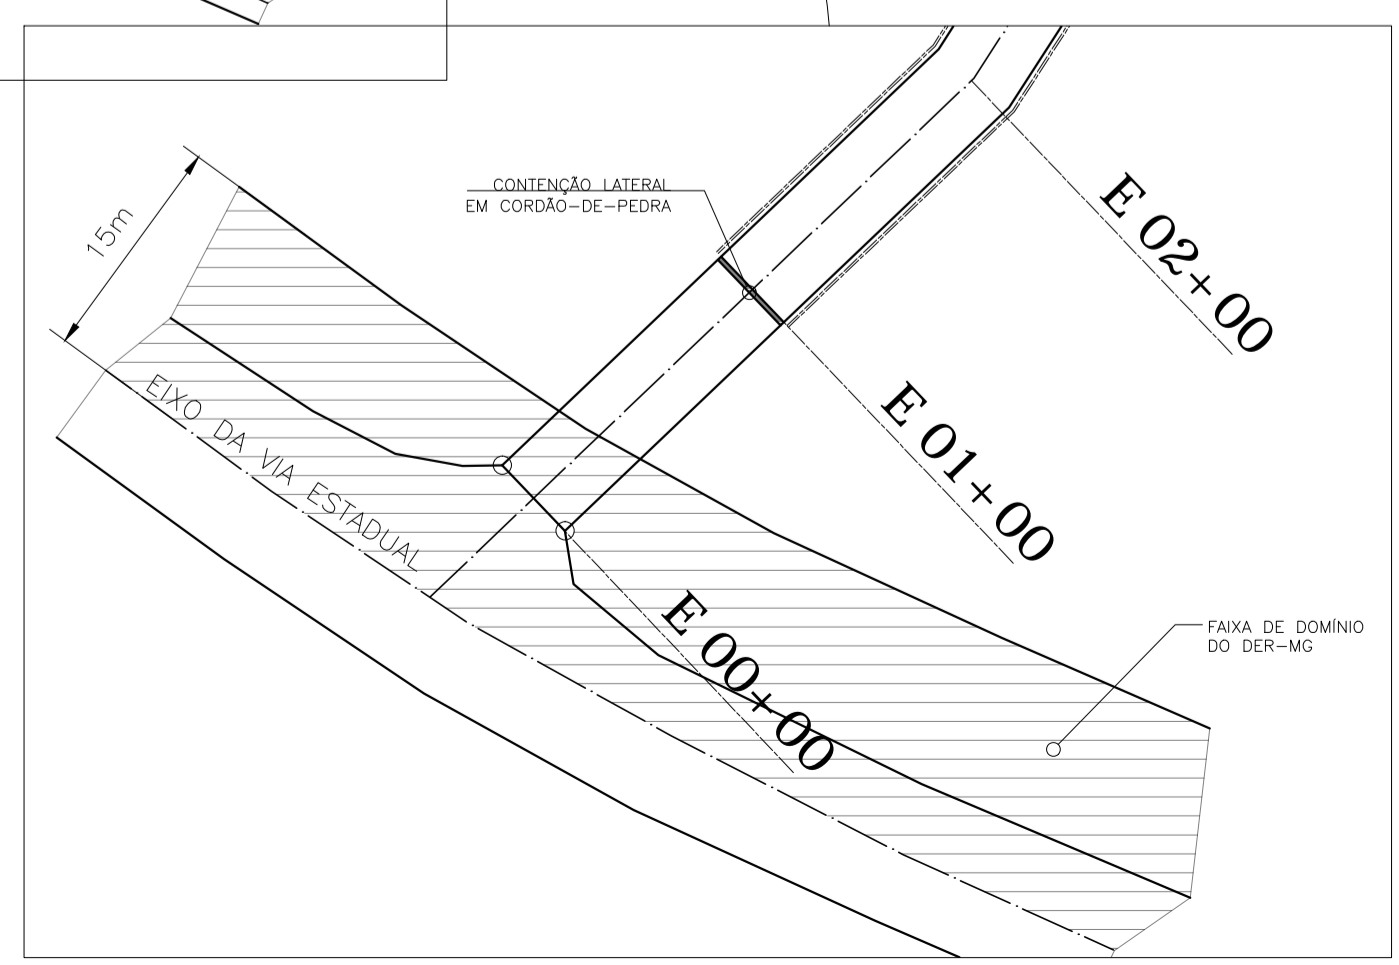 CONTENÇÃO LATERAL
EM CORDÃO-DE-PEDRA
15m
E 02+00
EIXO DA VIA ESTADUAL
E 01+00
E 00+00
FAIXA DE DOMÍNIO
DO DER-MG